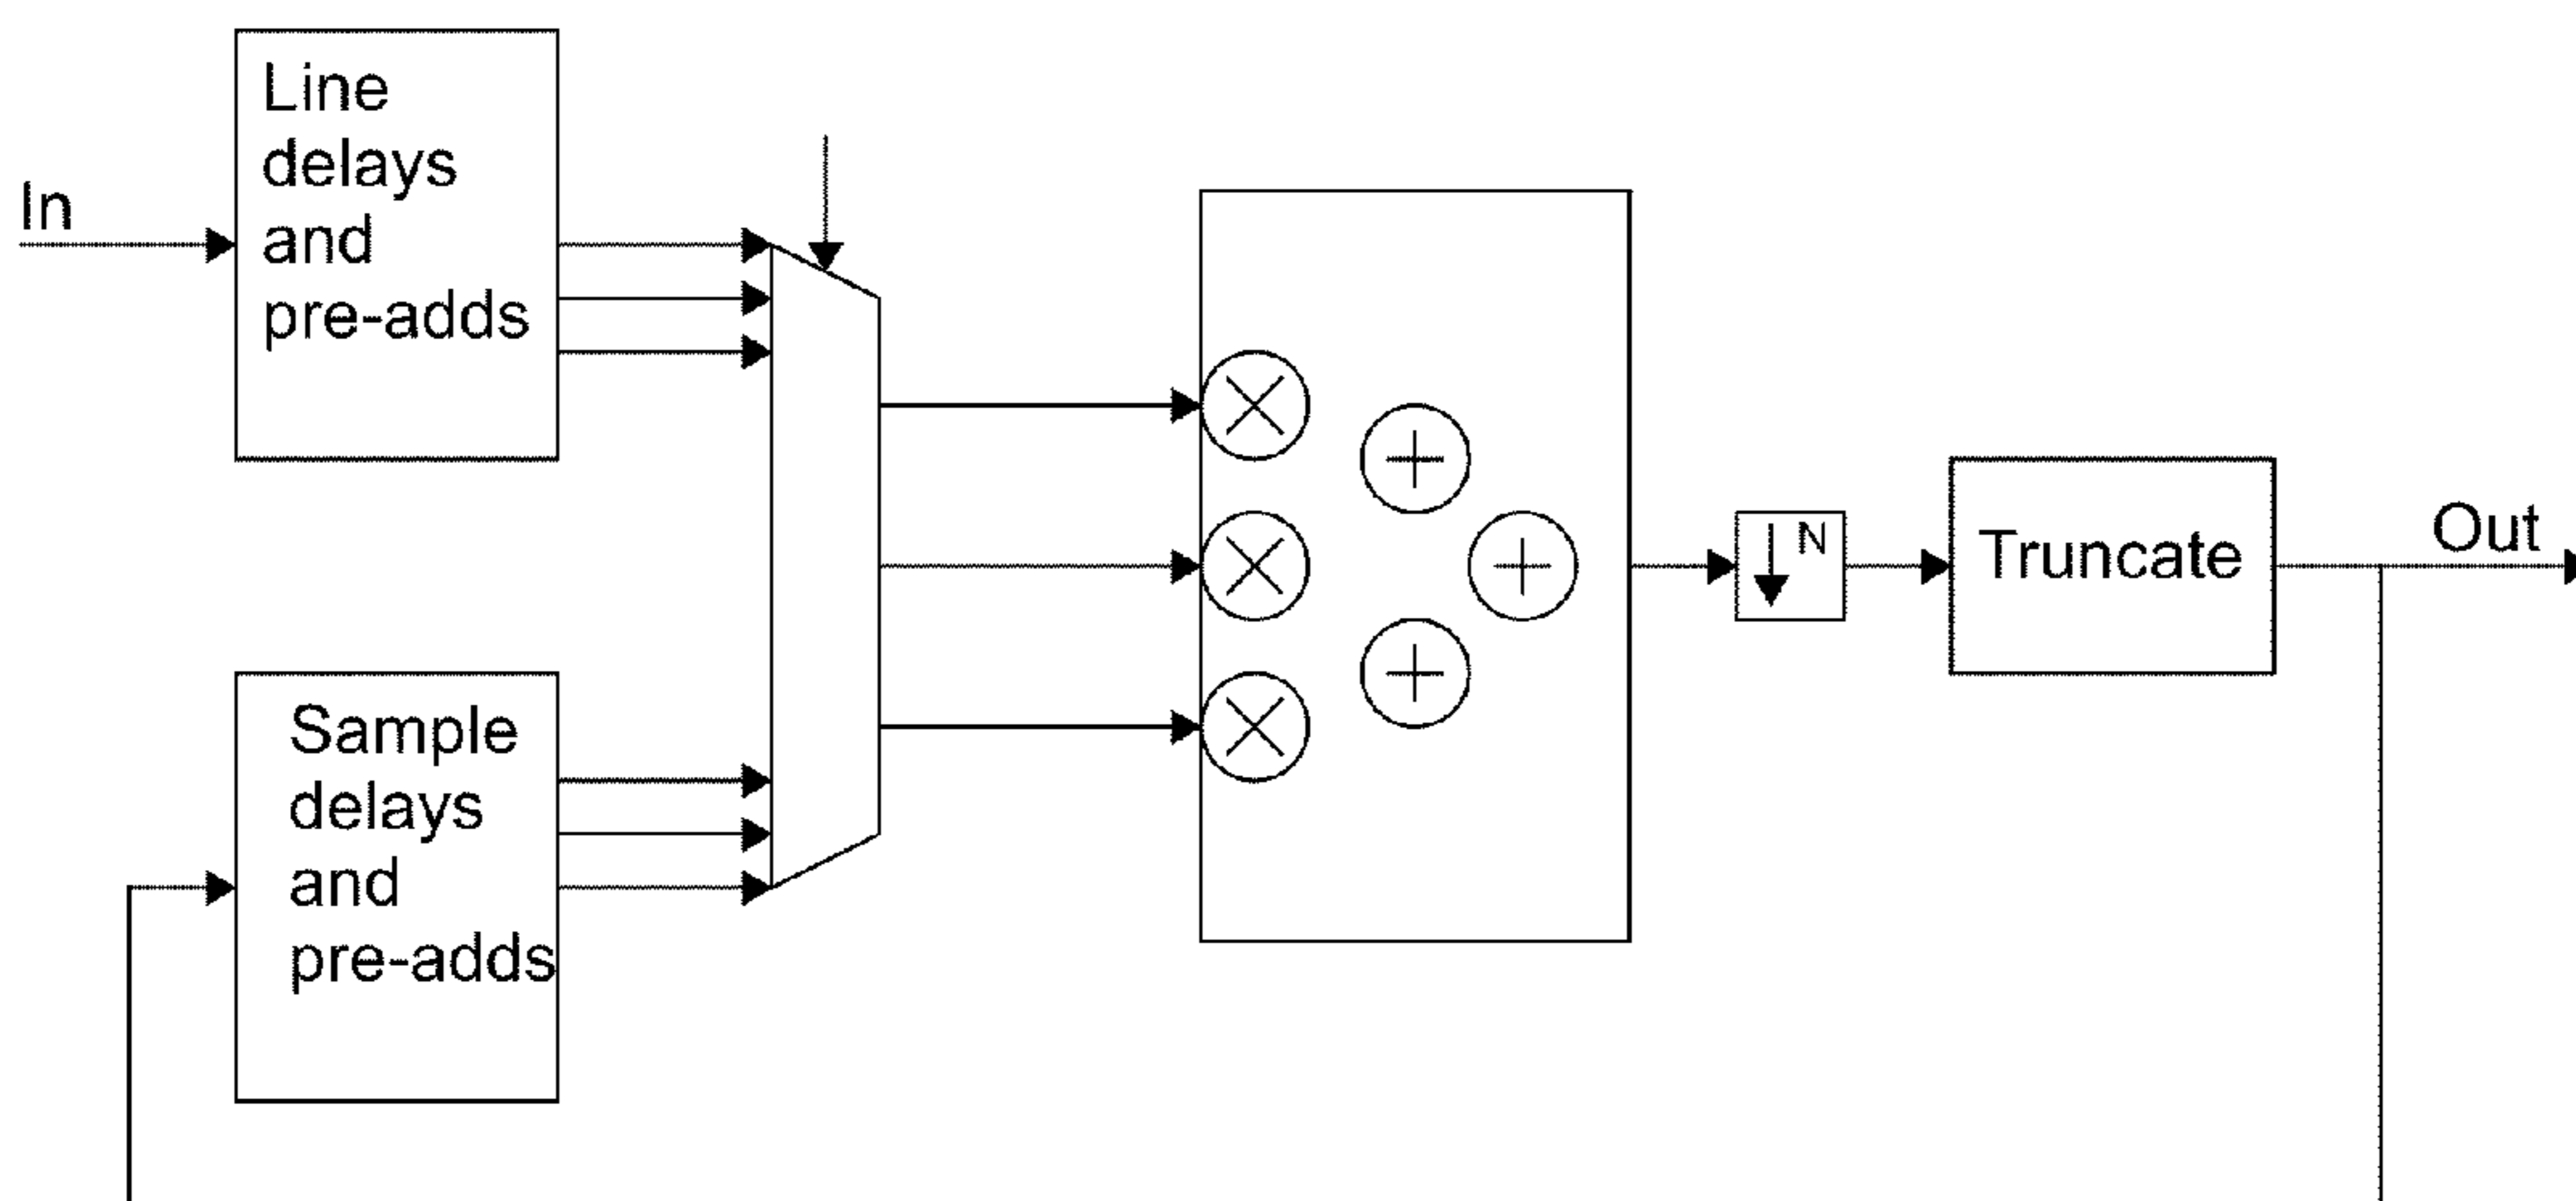 In
Line
delays
and
pre-adds
Sample
delays
and
pre-adds
N
Truncate
Out